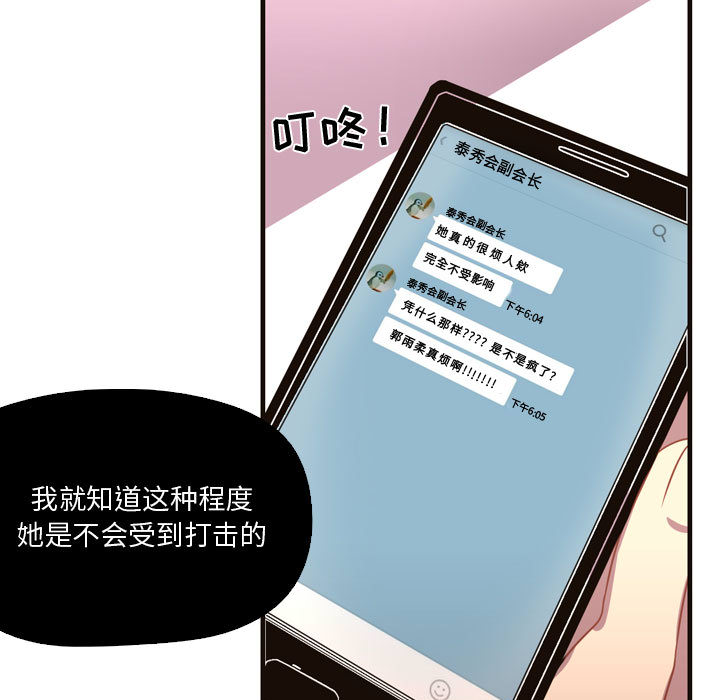 叮咚！
泰秀会副会长
泰秀会副会长
她真的很烦人欸
完全不受影响
下午6:04
泰秀会副会长
凭什么那样???? 是不是疯了?
郭雨柔真烦啊!!!!!!!
下午6:05
我就知道这种程度
她是不会受到打击的